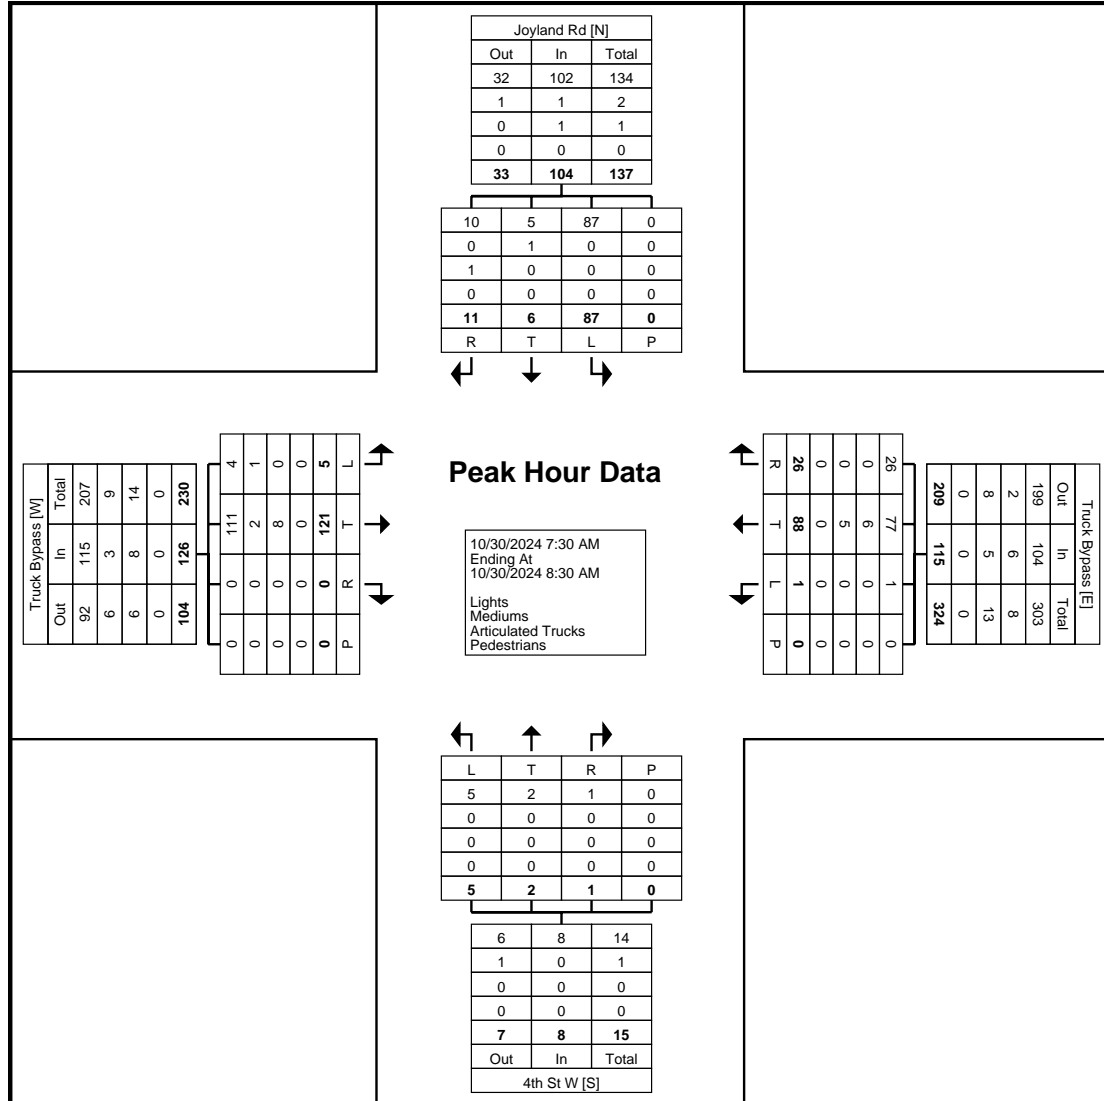 Joyland Rd [N]
Out In Total
32 102 134
1 1 2
0 1 1
0 0 0
33 104 137
10 5 87 0
0 1 0 0
1 0 0 0
0 0 0 0
11 6 87 0
R T L P
Truck Bypass [W]
Total In Out
207 115 92
9 3 6
14 8 6
0 0 0
230 126 104
4 111 0 0
1 2 0 0
0 8 0 0
0 0 0 0
5 121 0 0
L T R P
Peak Hour Data
10/30/2024 7:30 AM
Ending At
10/30/2024 8:30 AM
Lights
Mediums
Articulated Trucks
Pedestrians
R T L P
26 88 1 0
0 0 0 0
0 5 0 0
0 6 0 0
26 77 1 0
Truck Bypass [E]
Out In Total
199 104 303
2 6 8
8 5 13
0 0 0
209 115 324
L T R P
5 2 1 0
0 0 0 0
0 0 0 0
0 0 0 0
5 2 1 0
6 8 14
1 0 1
0 0 0
0 0 0
7 8 15
Out In Total
4th St W [S]